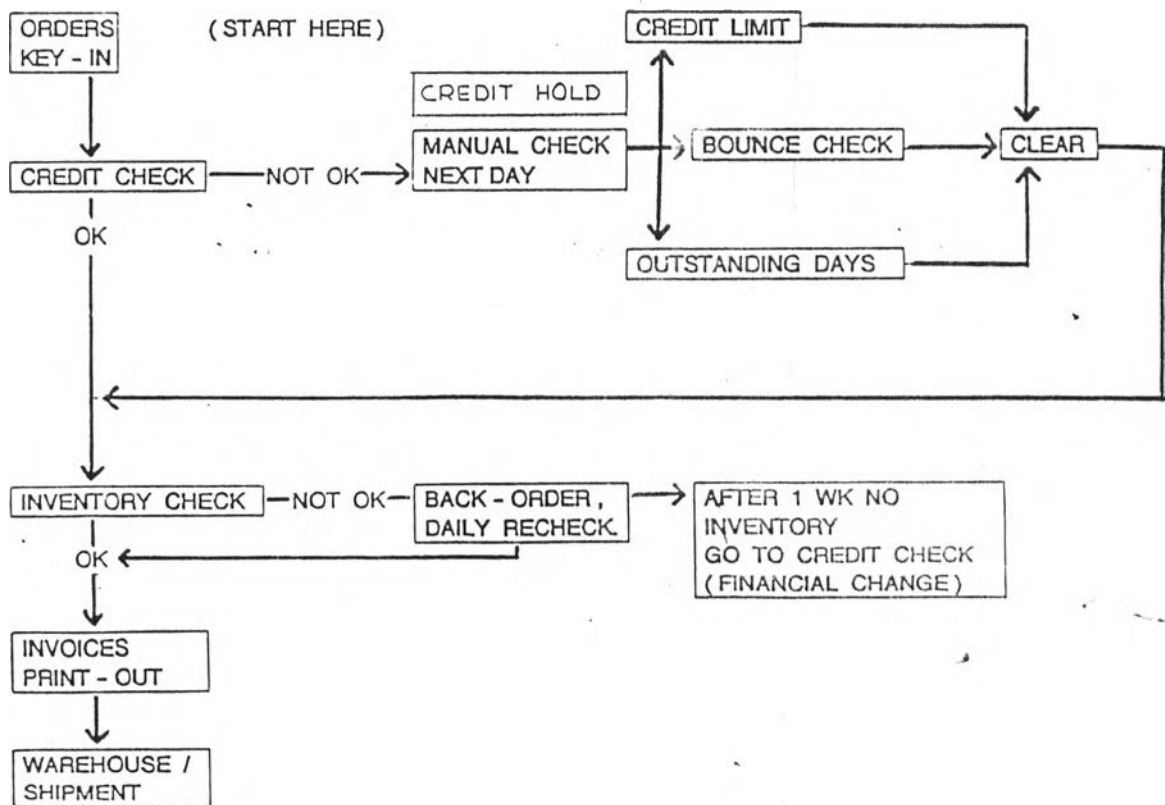 ORDERS
KEY - IN
(START HERE)
CREDIT LIMIT
CREDIT HOLD
MANUAL CHECK
NEXT DAY
BOUNCE CHECK
CLEAR
CREDIT CHECK
NOT OK
OK
OUTSTANDING DAYS
INVENTORY CHECK
NOT OK
BACK - ORDER,
DAILY RECHECK.
AFTER 1 WK NO
INVENTORY
GO TO CREDIT CHECK
(FINANCIAL CHANGE)
OK
INVOICES
PRINT - OUT
WAREHOUSE /
SHIPMENT